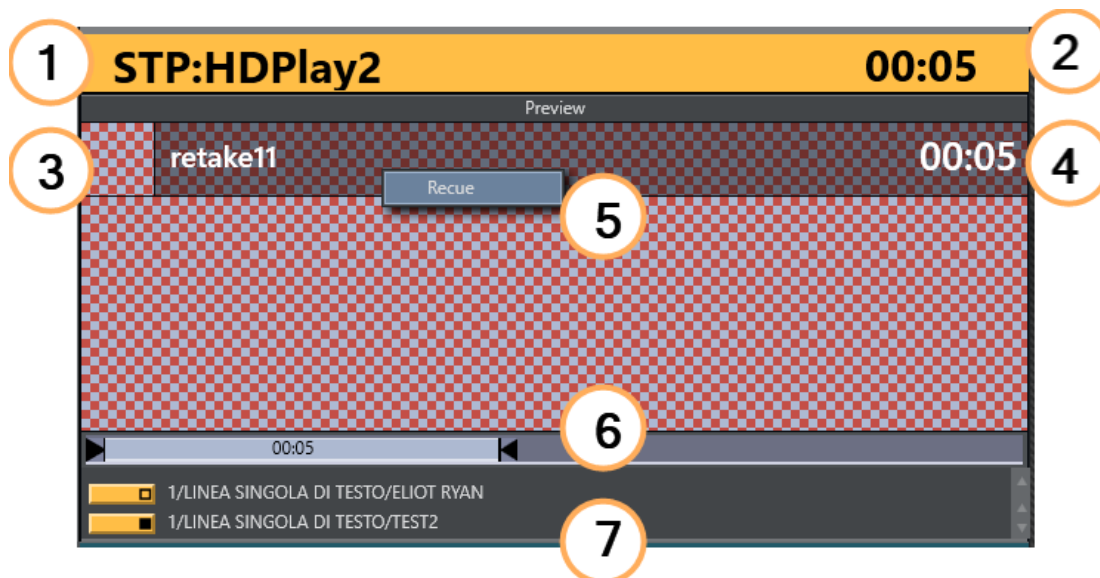 1
STP:HDPlay2
00:05
2
Preview
3
retake11
00:05
4
Recue
5
6
00:05
1/LINEA SINGOLA DI TESTO/ELIOT RYAN
1/LINEA SINGOLA DI TESTO/TEST2
7